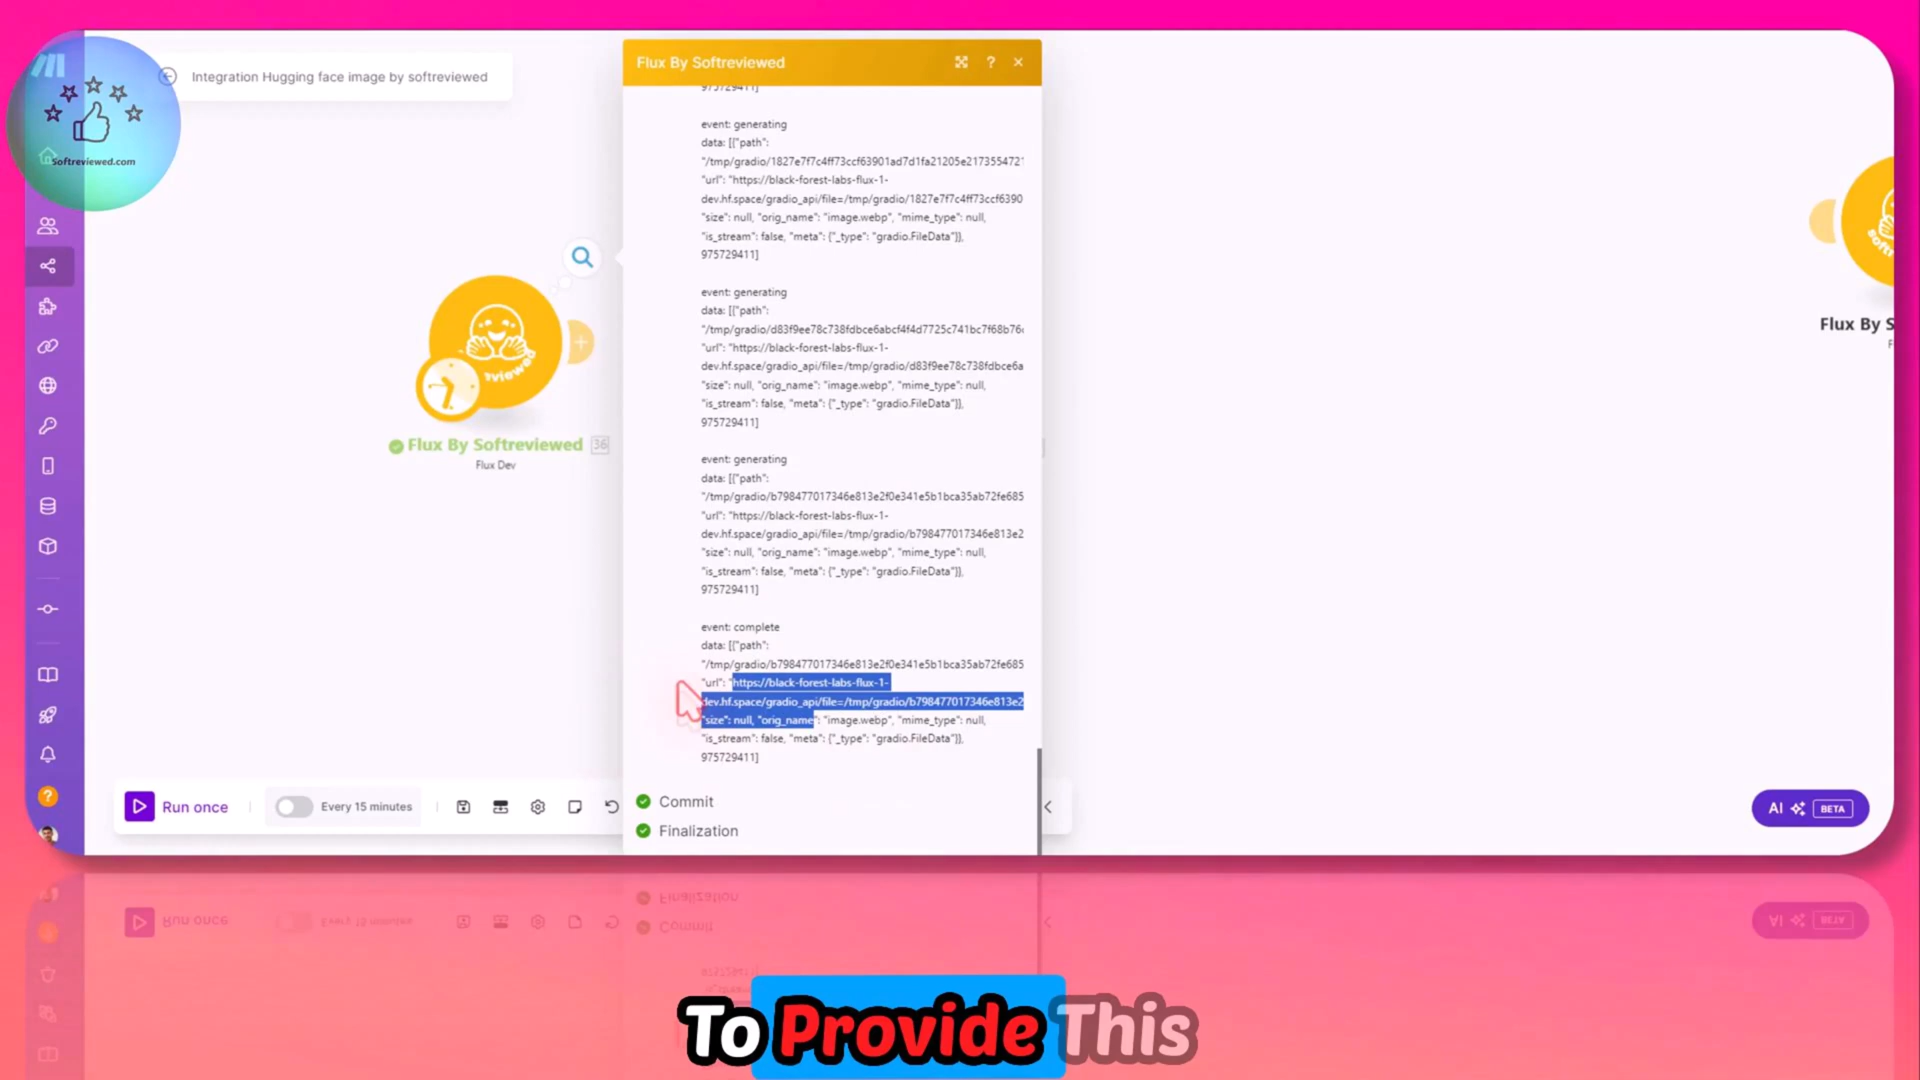 Integration Hugging face image by softreviewed
Softreviewed.com
Flux By Softreviewed
?
975729411]
event: generating
data: [[{"path":
"/tmp/gradio/1827e7f7c4ff73ccf63901ad7d1fa21205e2173554721
"url": "https://black-forest-labs-flux-1-
dev.hf.space/gradio_api/file=/tmp/gradio/1827e7f7c4ff73ccf6390
"size": null, "orig_name": "image.webp", "mime_type": null,
"is_stream": false, "meta": {"_type": "gradio.FileData"}},
975729411]
event: generating
data: [[{"path":
"/tmp/gradio/d83f9ee78c738fdbce6abcf4f4d7725c741bc7f68b76
"url": "https://black-forest-labs-flux-1-
dev.hf.space/gradio_api/file=/tmp/gradio/d83f9ee78c738fdbce6a
"size": null, "orig_name": "image.webp", "mime_type": null,
"is_stream": false, "meta": {"_type": "gradio.FileData"}},
975729411]
event: generating
data: [[{"path":
"/tmp/gradio/b798477017346e813e2f0e341e5b1bca35ab72fe685
"url": "https://black-forest-labs-flux-1-
dev.hf.space/gradio_api/file=/tmp/gradio/b798477017346e813e2
"size": null, "orig_name": "image.webp", "mime_type": null,
"is_stream": false, "meta": {"_type": "gradio.FileData"}},
975729411]
event: complete
data: [[{"path":
"/tmp/gradio/b798477017346e813e2f0e341e5b1bca35ab72fe685
"url": "https://black-forest-labs-flux-1-
dev.hf.space/gradio_api/file=/tmp/gradio/b798477017346e813e2
"size": null, "orig_name": "image.webp", "mime_type": null,
"is_stream": false, "meta": {"_type": "gradio.FileData"}},
975729411]
Commit
Finalization
Flux By Softreviewed 36
Flux Dev
Flux By S
F
Run once
Every 15 minutes
AI BETA
To Provide This